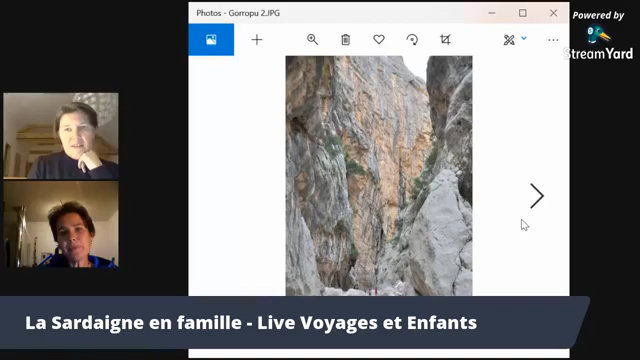 Photos - Gorropu 2.JPG
Powered by
StreamYard
La Sardaigne en famille - Live Voyages et Enfants